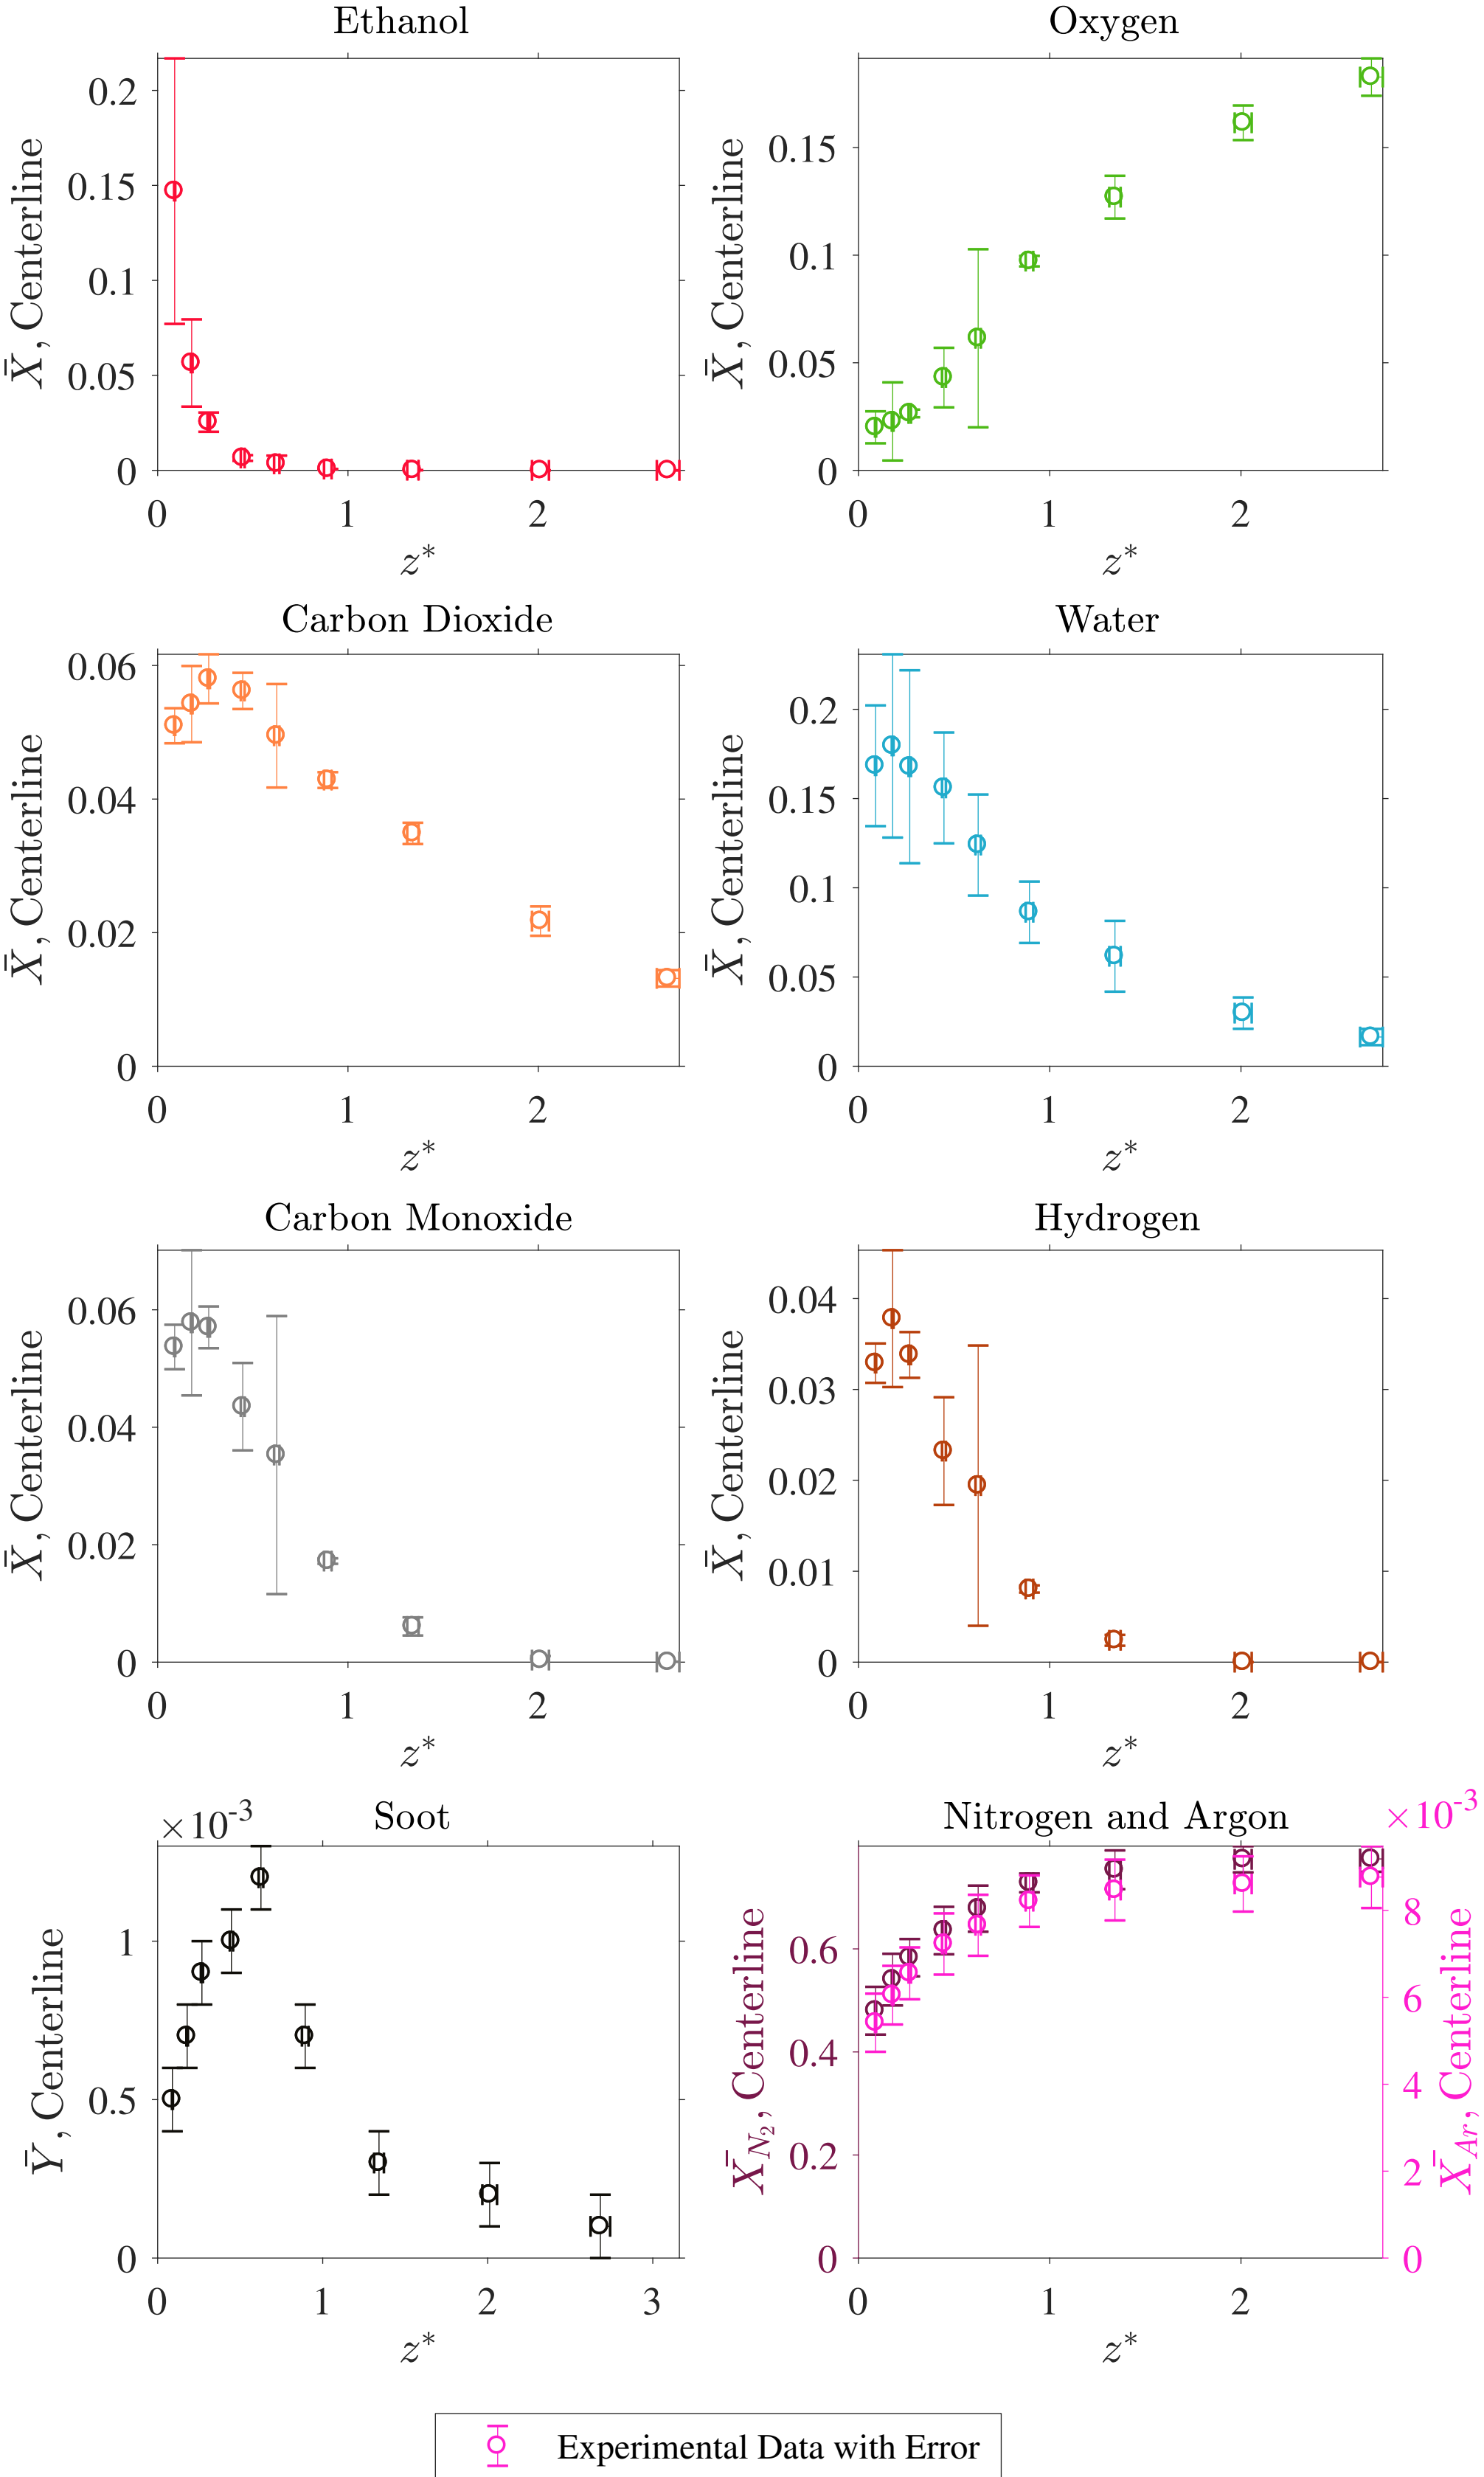 Ethanol
X̄, Centerline
0.2
0.15
0.1
0.05
0
0 1 2
z*
Oxygen
X̄, Centerline
0.15
0.1
0.05
0
0 1 2
z*
Carbon Dioxide
X̄, Centerline
0.06
0.04
0.02
0
0 1 2
z*
Water
X̄, Centerline
0.2
0.15
0.1
0.05
0
0 1 2
z*
Carbon Monoxide
X̄, Centerline
0.06
0.04
0.02
0
0 1 2
z*
Hydrogen
X̄, Centerline
0.04
0.03
0.02
0.01
0
0 1 2
z*
Soot
×10⁻³
Ȳ, Centerline
1
0.5
0
0 1 2 3
z*
Nitrogen and Argon
×10⁻³
X̄_N₂, Centerline
0.6
0.4
0.2
0
8
6
4
2
0
X̄_Ar, Centerline
0 1 2
z*
Experimental Data with Error